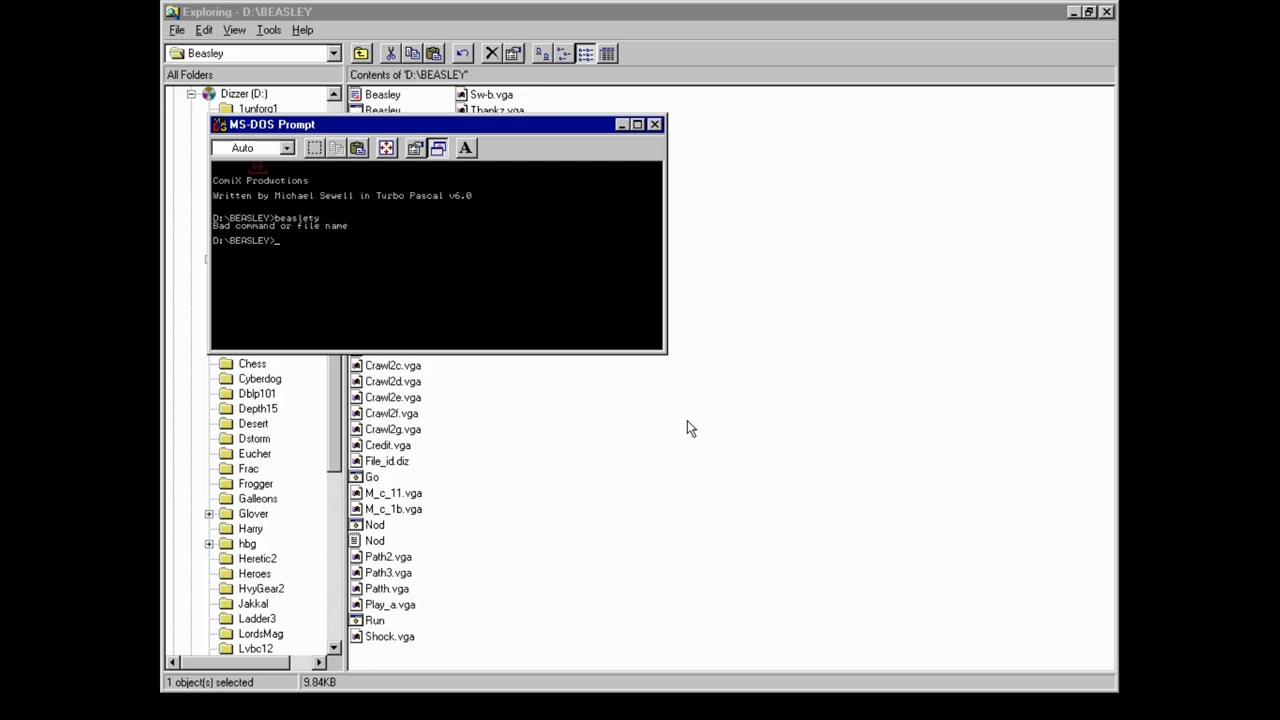 Exploring - D:\BEASLEY
File Edit View Tools Help
Beasley
All Folders
Contents of 'D:\BEASLEY'
Dizzer (D:)
1unforg1
Beasley
Sw-b.vga
Beasley
Thankz.vga
MS-DOS Prompt
Auto
A
ComiX Productions
Written by Michael Sewell in Turbo Pascal v6.0
D:\BEASLEY>beaslety
Bad command or file name
D:\BEASLEY>_
Chess
Cyberdog
Dblp101
Depth15
Desert
Dstorm
Eucher
Frac
Frogger
Galleons
Glover
Harry
hbg
Heretic2
Heroes
HvyGear2
Jakkal
Ladder3
LordsMag
Lvbc12
Crawl2c.vga
Crawl2d.vga
Crawl2e.vga
Crawl2f.vga
Crawl2g.vga
Credit.vga
File_id.diz
Go
M_c_11.vga
M_c_1b.vga
Nod
Nod
Path2.vga
Path3.vga
Patth.vga
Play_a.vga
Run
Shock.vga
1 object(s) selected
9.84KB